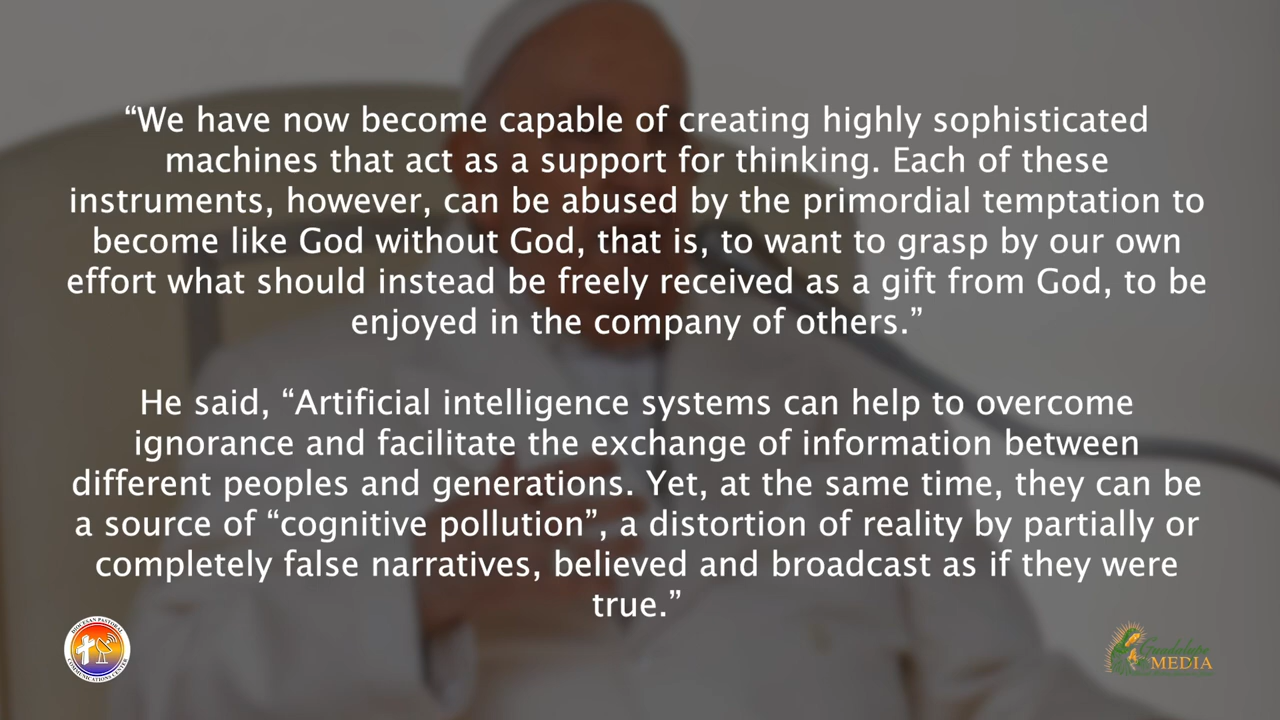 “We have now become capable of creating highly sophisticated
machines that act as a support for thinking. Each of these
instruments, however, can be abused by the primordial temptation to
become like God without God, that is, to want to grasp by our own
effort what should instead be freely received as a gift from God, to be
enjoyed in the company of others.”
He said, “Artificial intelligence systems can help to overcome
ignorance and facilitate the exchange of information between
different peoples and generations. Yet, at the same time, they can be
a source of “cognitive pollution”, a distortion of reality by partially or
completely false narratives, believed and broadcast as if they were
true.”
DIOCESAN PASTORAL
COMMUNICATIONS CENTER
Guadalupe
MEDIA